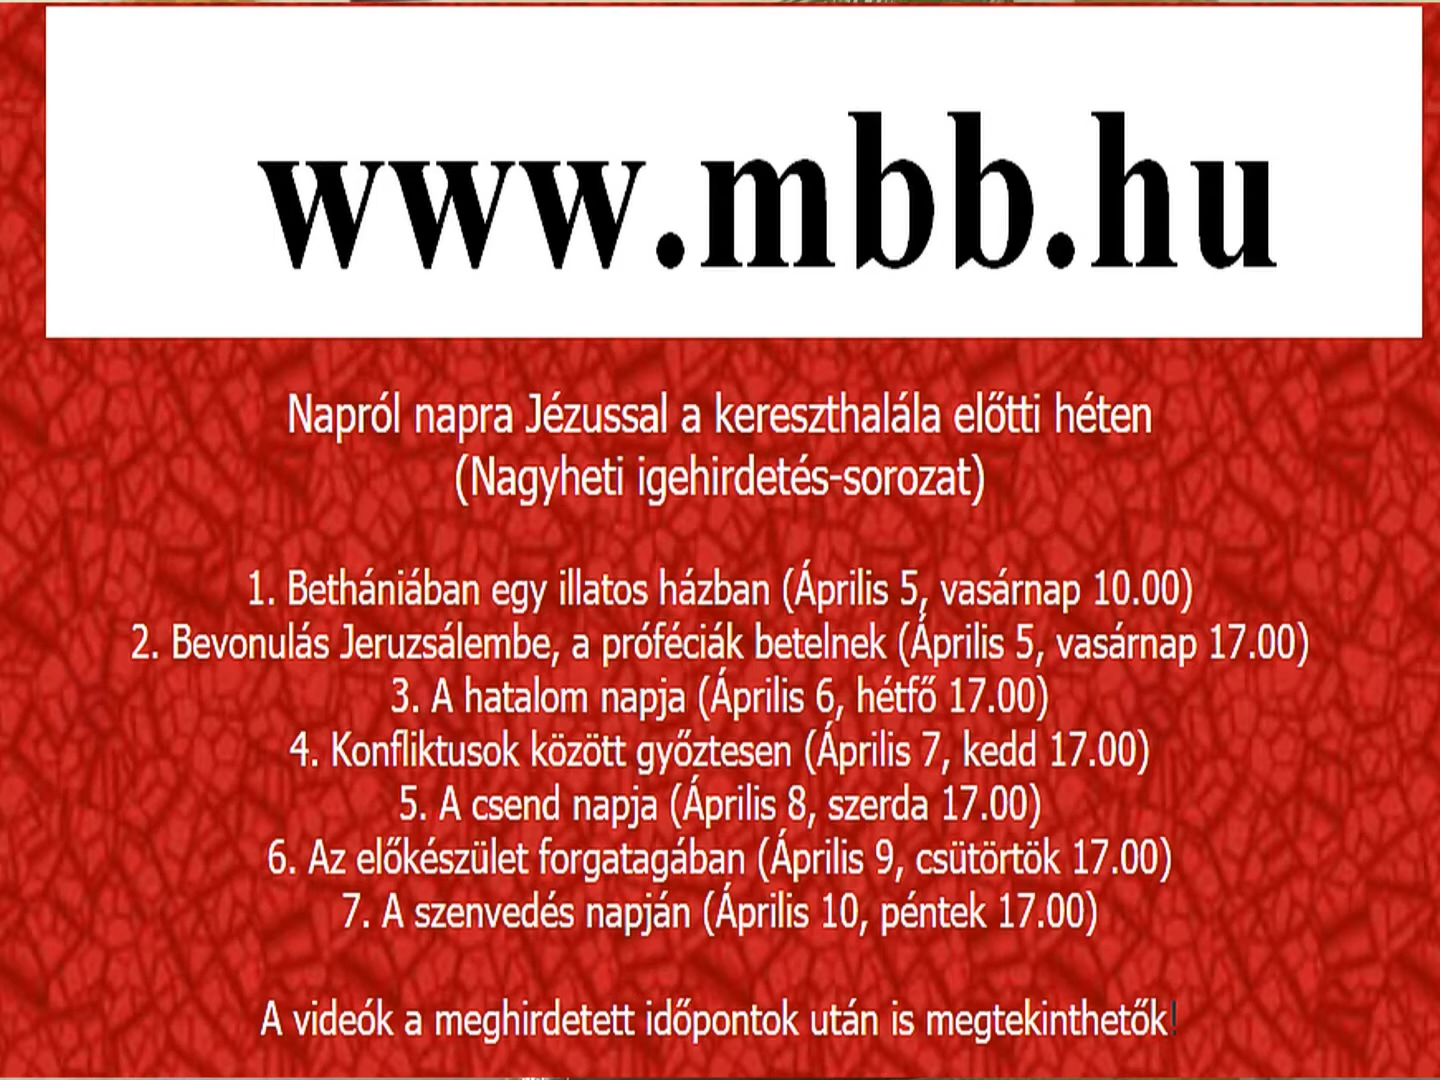 www.mbb.hu
Napról napra Jézussal a kereszthalála előtti héten
(Nagyheti igehirdetés-sorozat)
1. Bethániában egy illatos házban (Április 5, vasárnap 10.00)
2. Bevonulás Jeruzsálembe, a próféciák betelnek (Április 5, vasárnap 17.00)
3. A hatalom napja (Április 6, hétfő 17.00)
4. Konfliktusok között győztesen (Április 7, kedd 17.00)
5. A csend napja (Április 8, szerda 17.00)
6. Az előkészület forgatagában (Április 9, csütörtök 17.00)
7. A szenvedés napján (Április 10, péntek 17.00)
A videók a meghirdetett időpontok után is megtekinthetők!